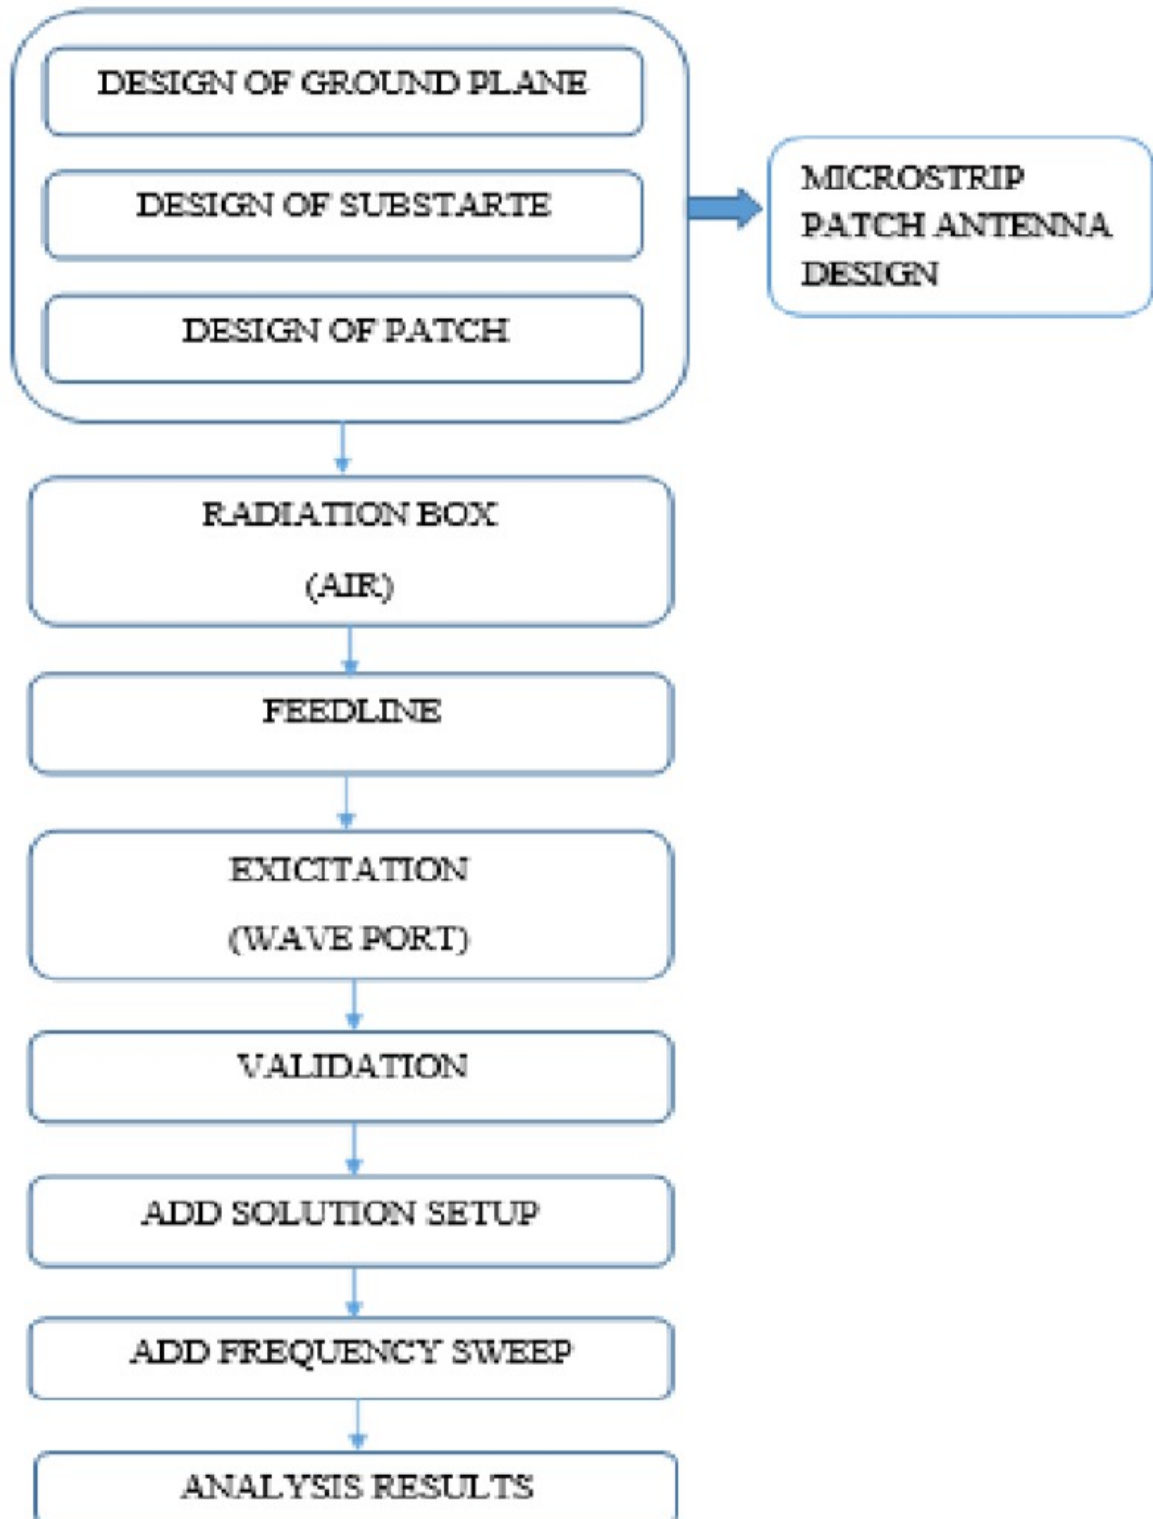 DESIGN OF GROUND PLANE
DESIGN OF SUBSTARTE
DESIGN OF PATCH
MICROSTRIP
PATCH ANTENNA
DESIGN
RADIATION BOX
(AIR)
FEEDLINE
EXICITATION
(WAVE PORT)
VALIDATION
ADD SOLUTION SETUP
ADD FREQUENCY SWEEP
ANALYSIS RESULTS